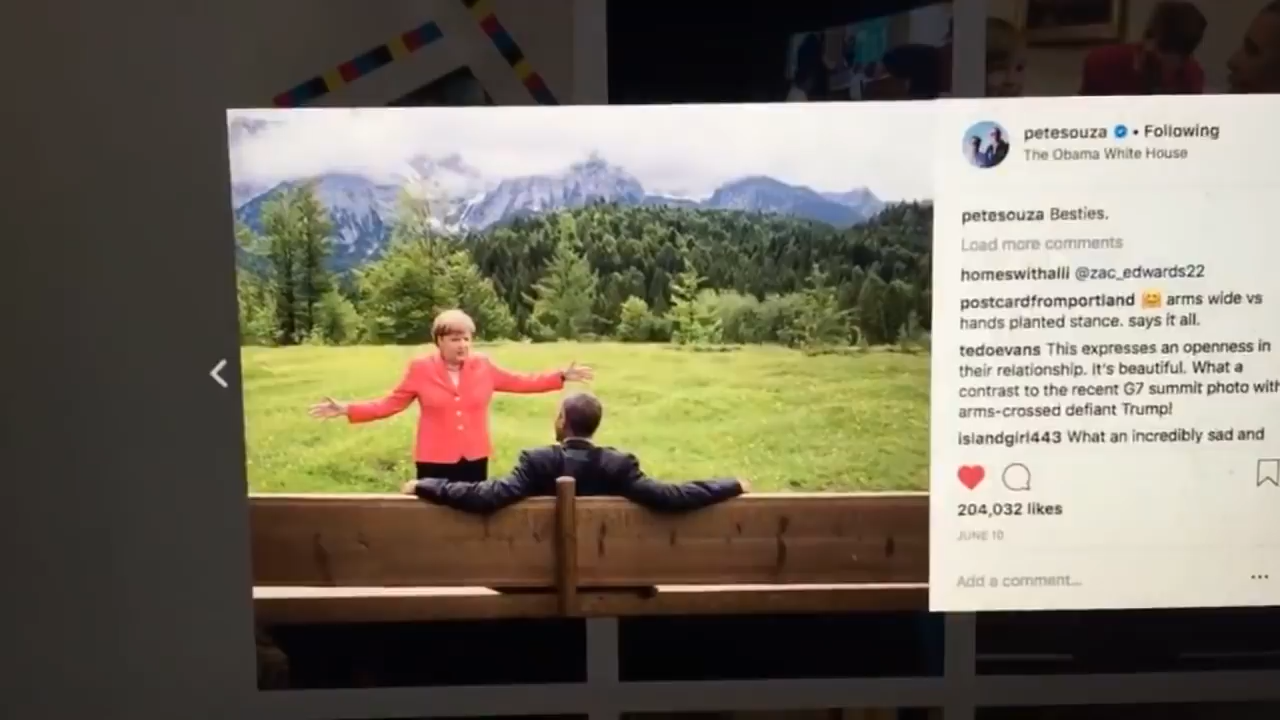 petesouza • Following
The Obama White House
petesouza Besties.
Load more comments
homeswithalli @zac_edwards22
postcardfromportland 🤗 arms wide vs
hands planted stance. says it all.
tedoevans This expresses an openness in
their relationship. It's beautiful. What a
contrast to the recent G7 summit photo with
arms-crossed defiant Trump!
islandgirl443 What an incredibly sad and
204,032 likes
JUNE 10
Add a comment...